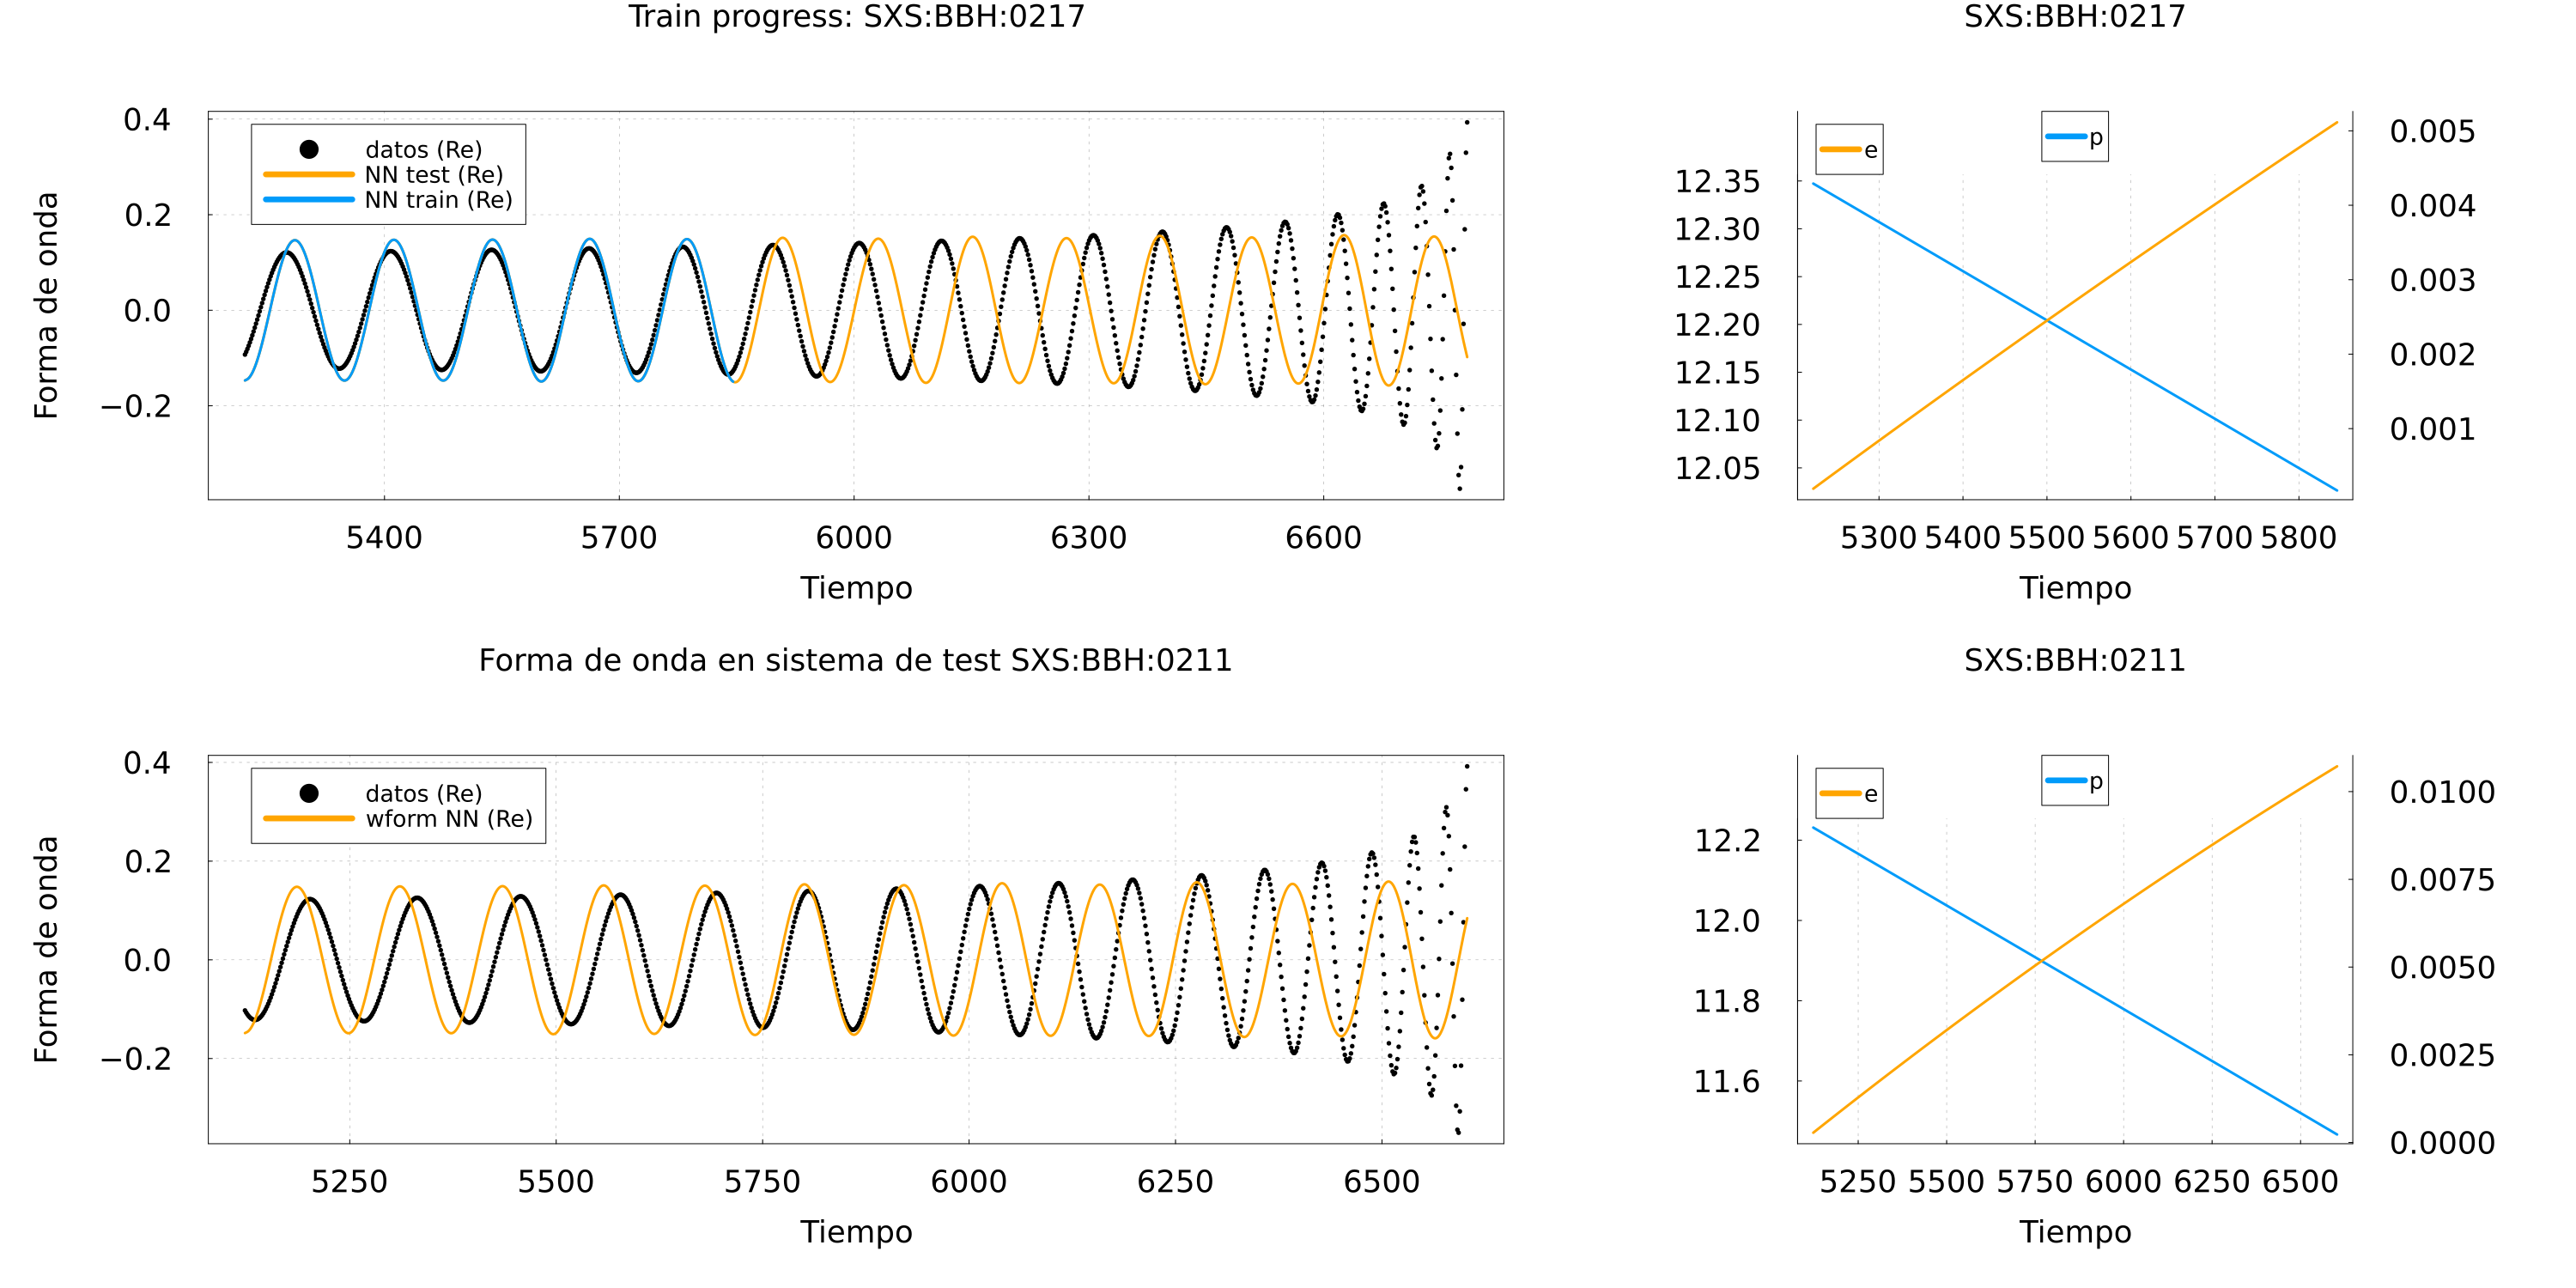 Train progress: SXS:BBH:0217
0.4
0.2
0.0
−0.2
Forma de onda
datos (Re)
NN test (Re)
NN train (Re)
5400 5700 6000 6300 6600
Tiempo
SXS:BBH:0217
e
p
12.35
12.30
12.25
12.20
12.15
12.10
12.05
0.005
0.004
0.003
0.002
0.001
5300 5400 5500 5600 5700 5800
Tiempo
Forma de onda en sistema de test SXS:BBH:0211
0.4
0.2
0.0
−0.2
Forma de onda
datos (Re)
wform NN (Re)
5250 5500 5750 6000 6250 6500
Tiempo
SXS:BBH:0211
e
p
12.2
12.0
11.8
11.6
0.0100
0.0075
0.0050
0.0025
0.0000
5250 5500 5750 6000 6250 6500
Tiempo